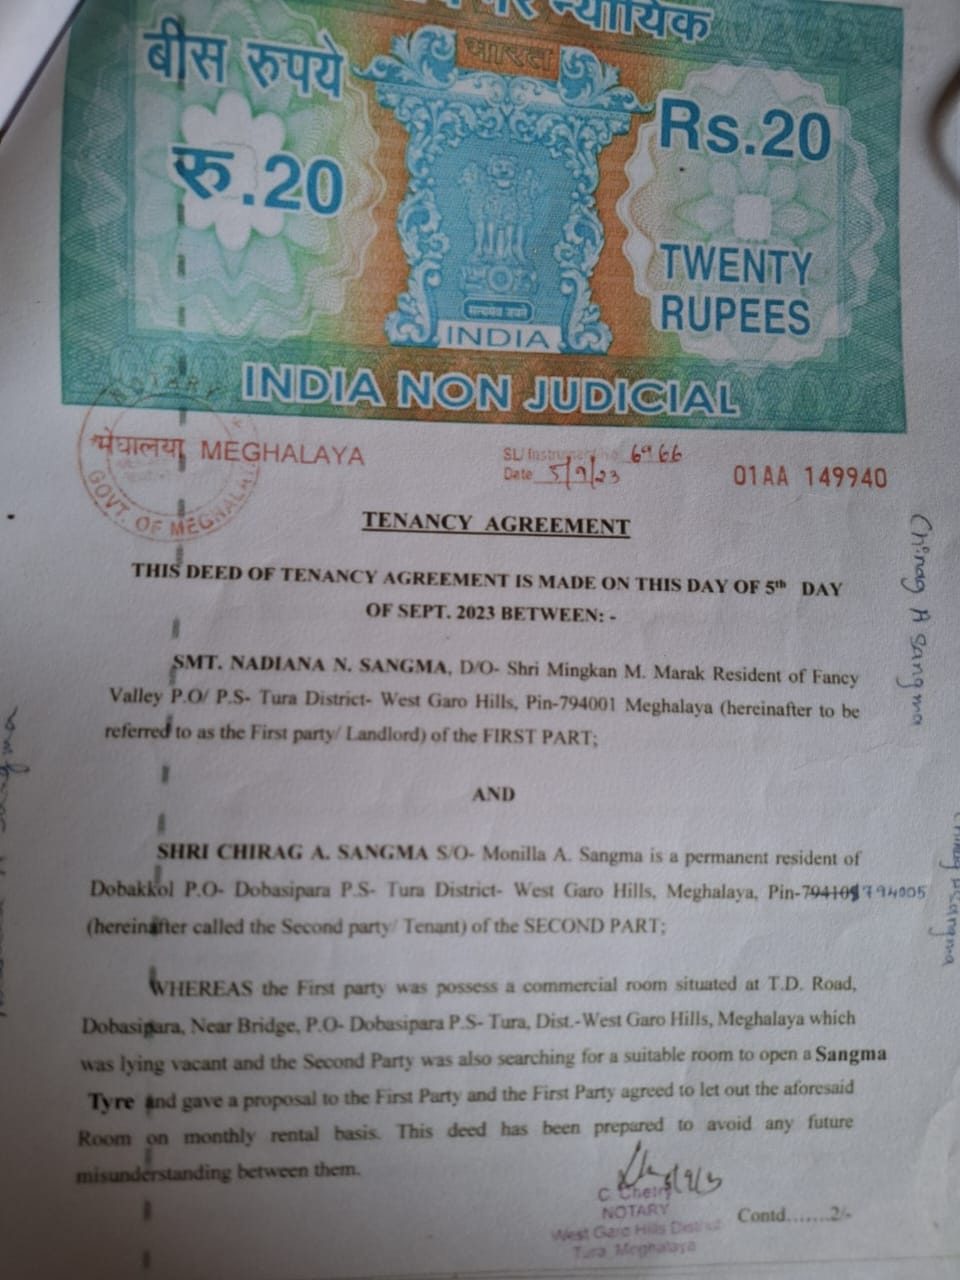 न्यायिक
भारत
बीस रुपये
रु.20
Rs.20
TWENTY
RUPEES
सत्यमेव जयते
INDIA
INDIA NON JUDICIAL
NOTARY
मेघालय MEGHALAYA
GOVT. OF MEGHALAYA
SL/Instrument No 6966
Date 5/9/23
01AA 149940
TENANCY AGREEMENT
THIS DEED OF TENANCY AGREEMENT IS MADE ON THIS DAY OF 5th DAY
OF SEPT. 2023 BETWEEN: -
SMT. NADIANA N. SANGMA, D/O- Shri Mingkan M. Marak Resident of Fancy
Valley P.O/ P.S- Tura District- West Garo Hills, Pin-794001 Meghalaya (hereinafter to be
referred to as the First party/ Landlord) of the FIRST PART;
AND
SHRI CHIRAG A. SANGMA S/O- Monilla A. Sangma is a permanent resident of
Dobakkol P.O- Dobasipara P.S- Tura District- West Garo Hills, Meghalaya, Pin-794105 794005
(hereinafter called the Second party/ Tenant) of the SECOND PART;
WHEREAS the First party was possess a commercial room situated at T.D. Road,
Dobasipara, Near Bridge, P.O- Dobasipara P.S- Tura, Dist.-West Garo Hills, Meghalaya which
was lying vacant and the Second Party was also searching for a suitable room to open a Sangma
Tyre and gave a proposal to the First Party and the First Party agreed to let out the aforesaid
Room on monthly rental basis. This deed has been prepared to avoid any future
misunderstanding between them.
C. Chetry
NOTARY
West Garo Hills District
Tura, Meghalaya
Contd.......2/-
Chirag A Sangma
Chirag A Sangma